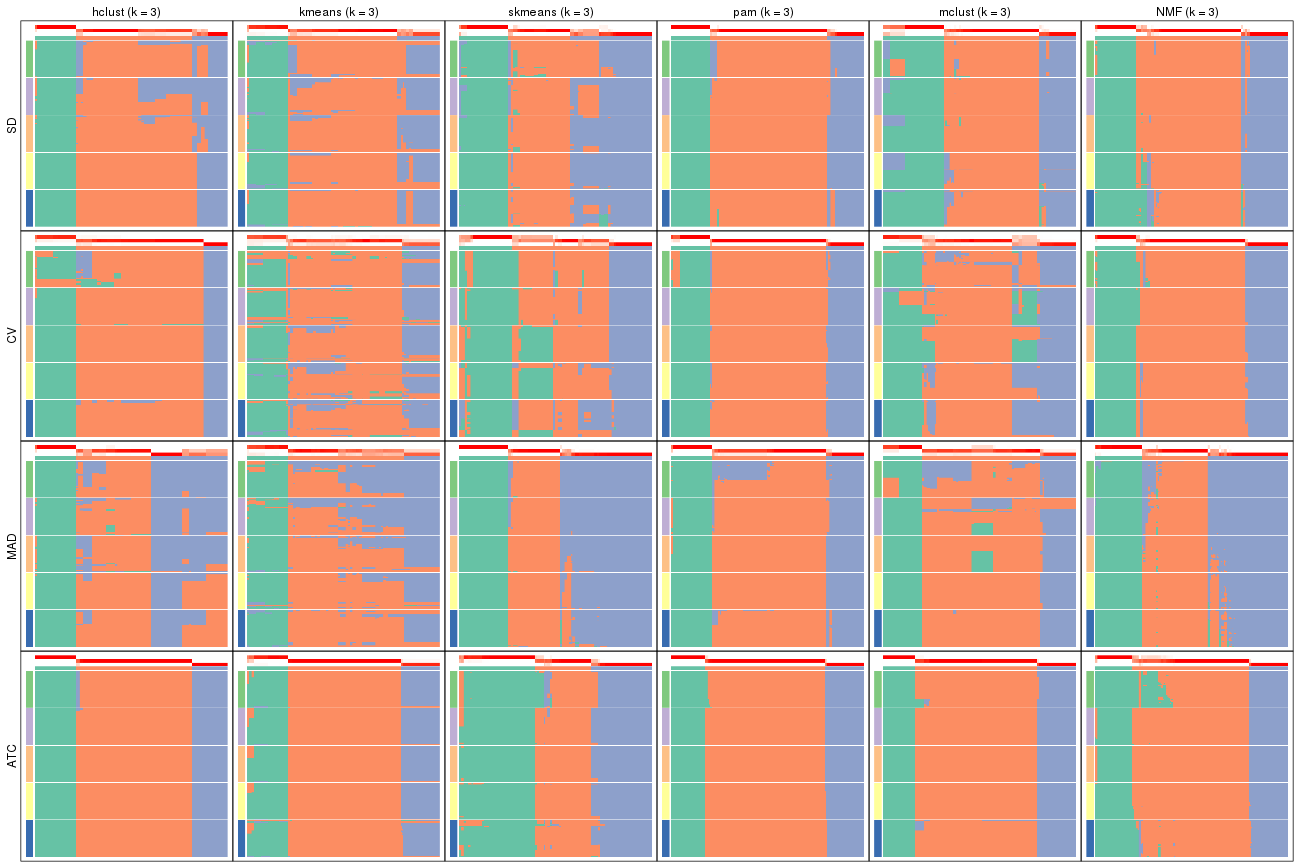 hclust (k = 3)
kmeans (k = 3)
skmeans (k = 3)
pam (k = 3)
mclust (k = 3)
NMF (k = 3)
SD
CV
MAD
ATC